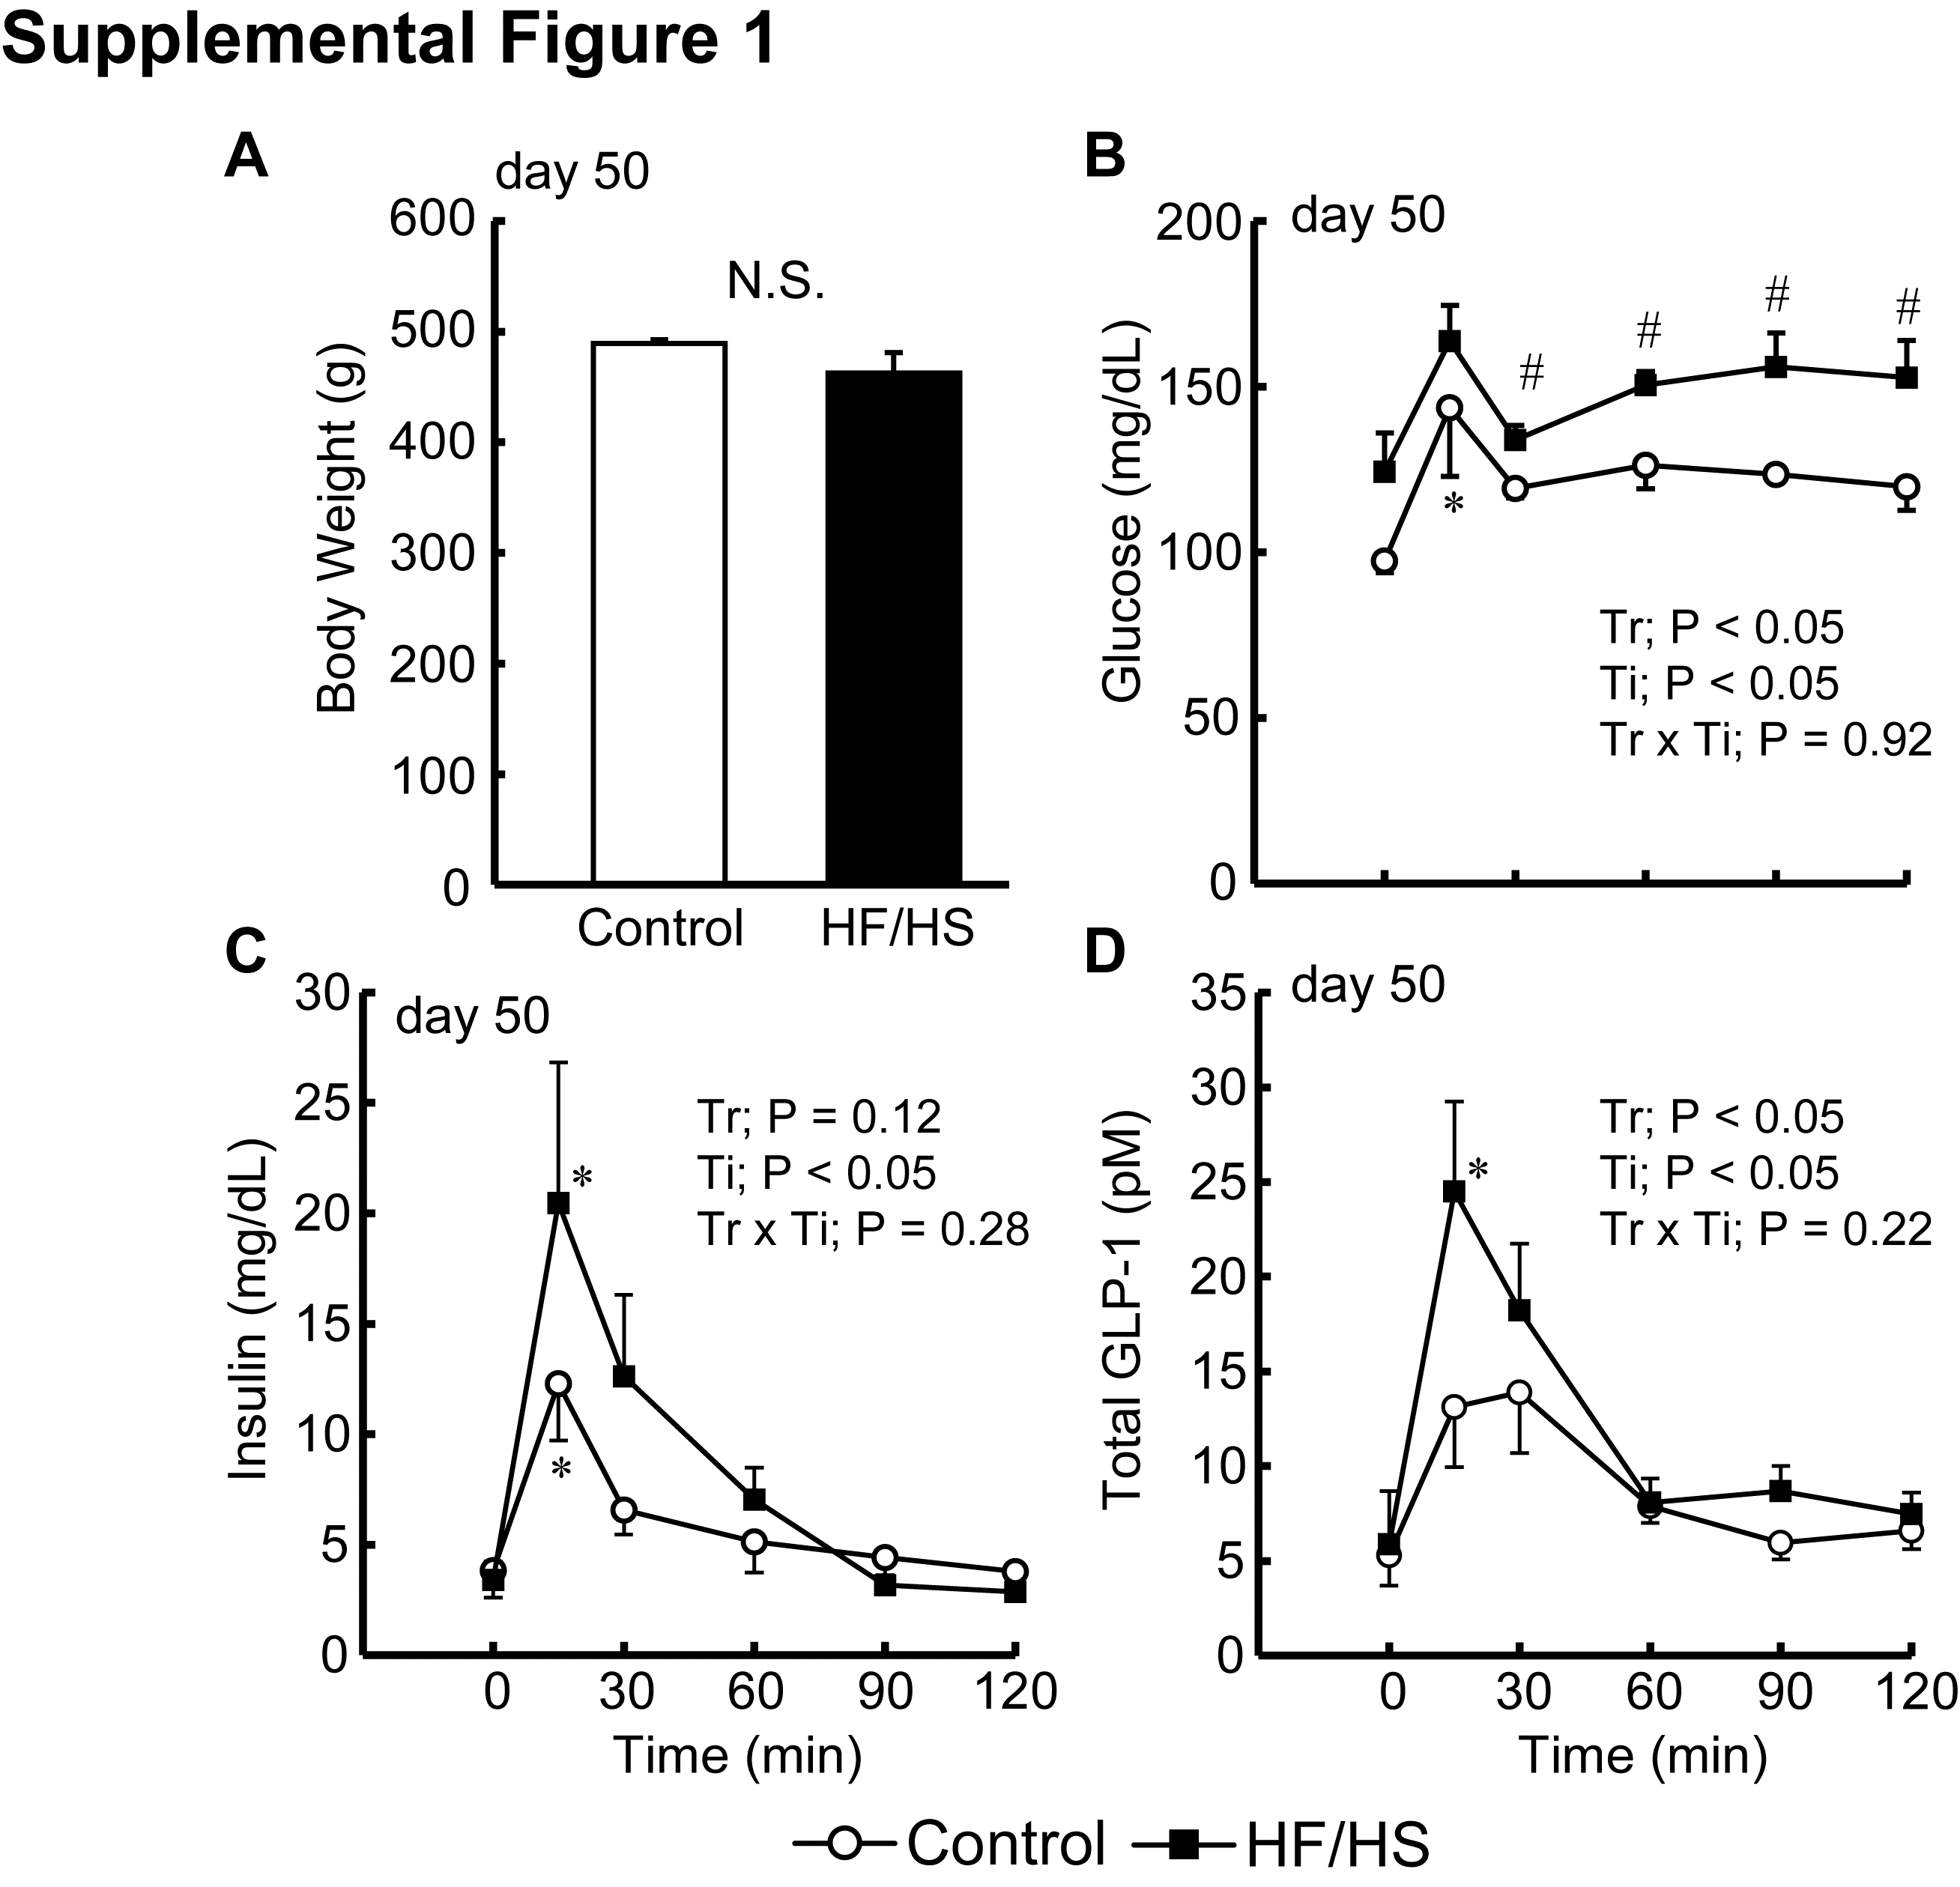 Supplemental Figure 1
A
day 50
600
500
400
300
200
100
0
Body Weight (g)
N.S.
Control
HF/HS
B
day 50
200
150
100
50
0
Glucose (mg/dL)
#
#
#
#
*
Tr; P < 0.05
Ti; P < 0.05
Tr x Ti; P = 0.92
C
day 50
30
25
20
15
10
5
0
Insulin (mg/dL)
*
*
Tr; P = 0.12
Ti; P < 0.05
Tr x Ti; P = 0.28
0 30 60 90 120
Time (min)
D
day 50
35
30
25
20
15
10
5
0
Total GLP-1 (pM)
*
Tr; P < 0.05
Ti; P < 0.05
Tr x Ti; P = 0.22
0 30 60 90 120
Time (min)
Control HF/HS